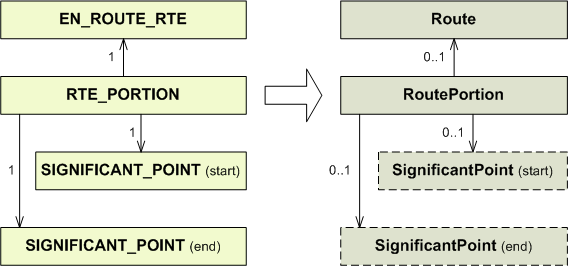 EN_ROUTE_RTE
1
RTE_PORTION
1
1
SIGNIFICANT_POINT (start)
SIGNIFICANT_POINT (end)
Route
0..1
RoutePortion
0..1
0..1
SignificantPoint (start)
SignificantPoint (end)